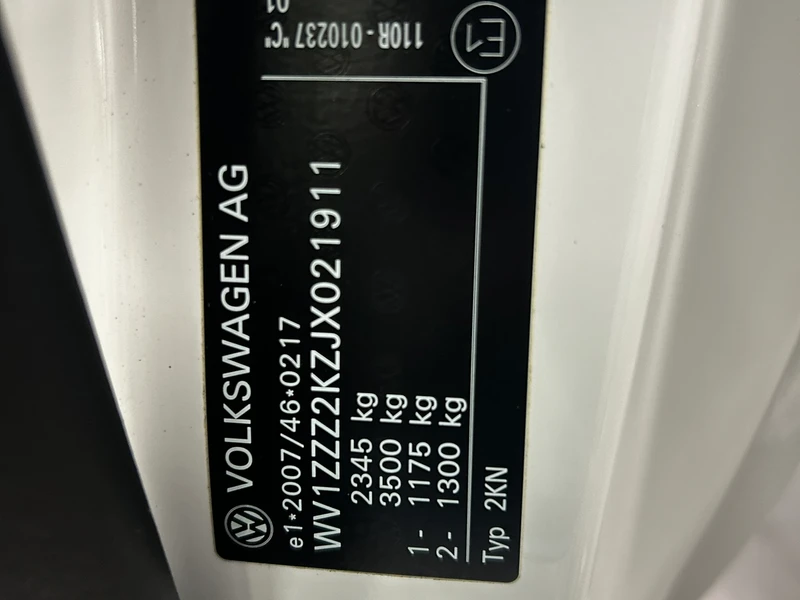 VOLKSWAGEN AG
e1*2007/46*0217
WV1ZZZ2KZJX021911
2345 kg
3500 kg
1- 1175 kg
2- 1300 kg
Typ 2KN
E1
110R-010237 "C"
01